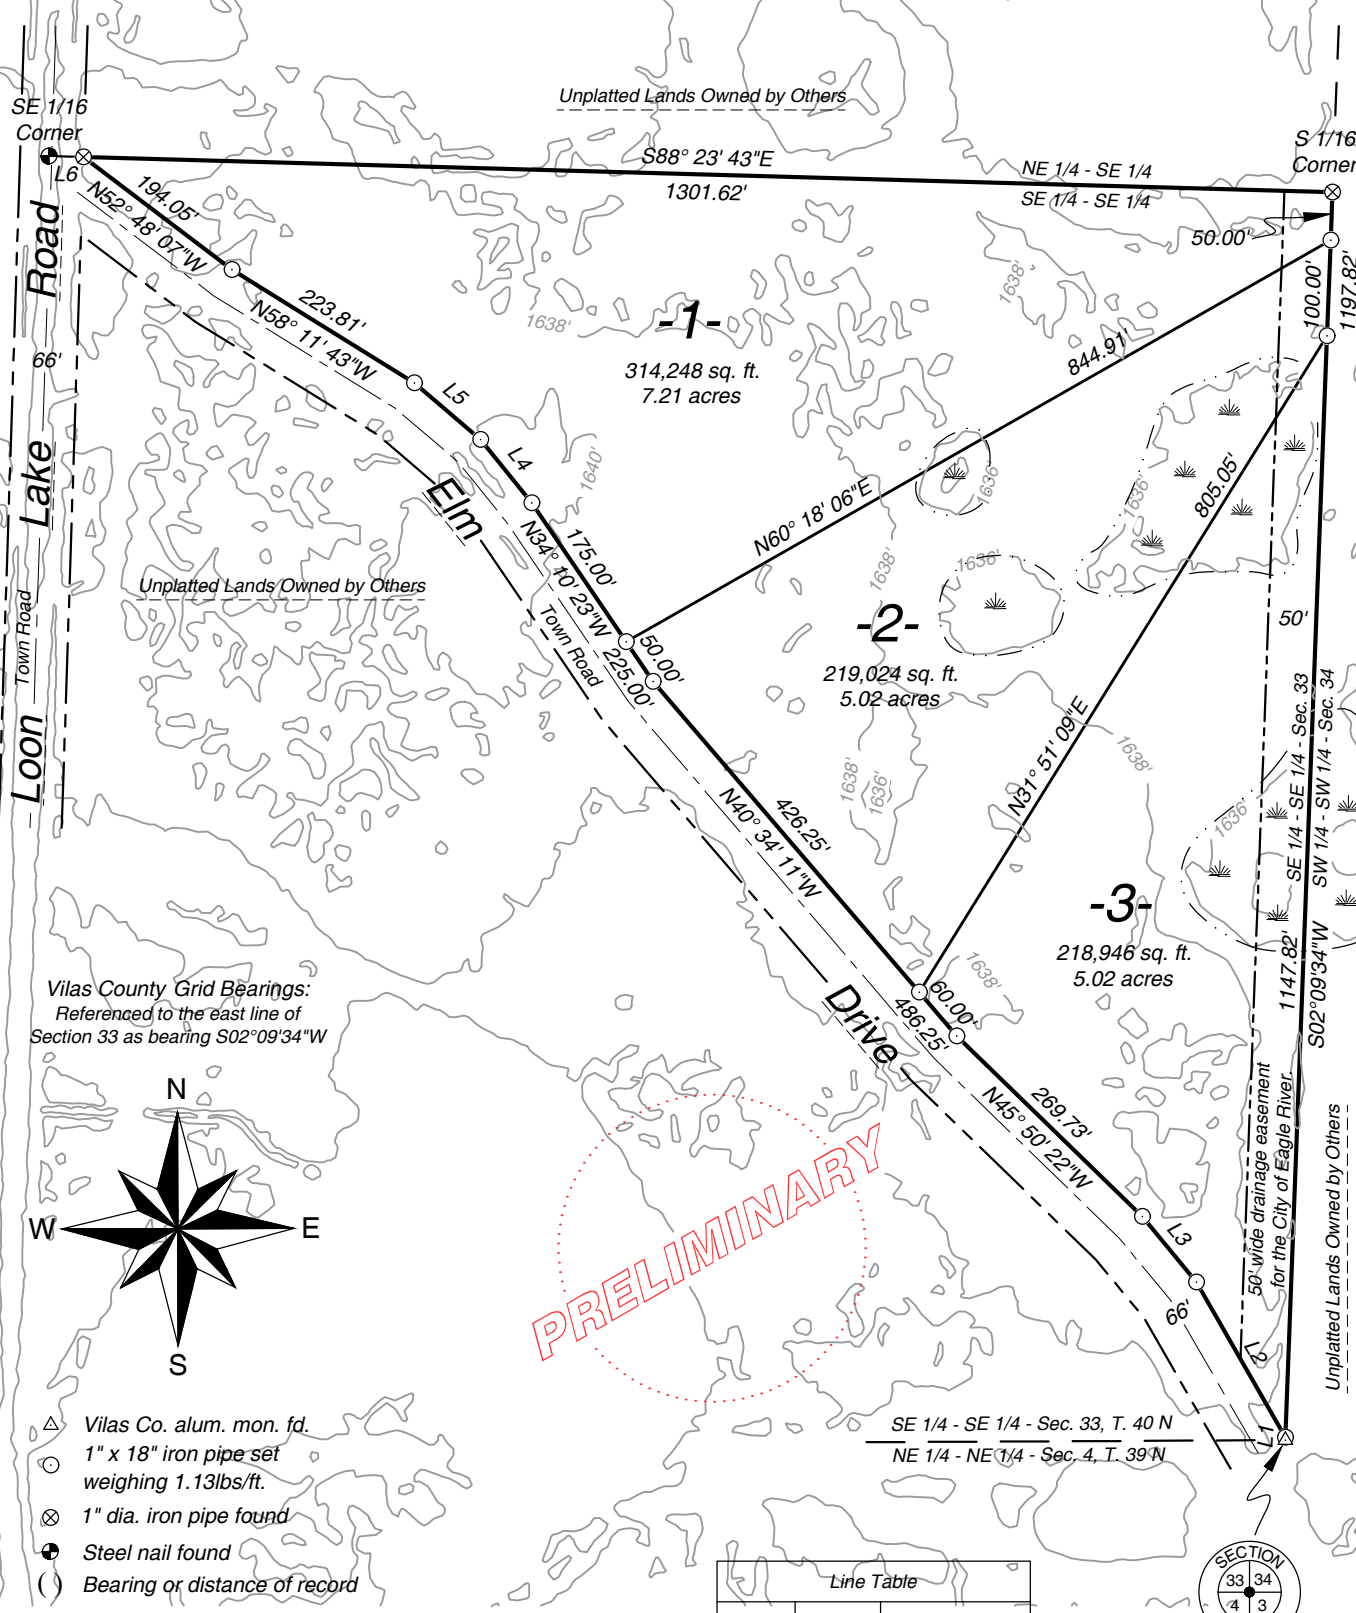 Unplatted Lands Owned by Others
SE 1/16
Corner
S 1/16
Corner
L6
S88° 23' 43"E
1301.62'
NE 1/4 - SE 1/4
SE 1/4 - SE 1/4
194.05'
N52° 48' 07"W
50.00'
100.00'
1197.82'
223.81'
N58° 11' 43"W
1638'
1638'
-1-
314,248 sq. ft.
7.21 acres
844.91'
66'
Loon Lake Road
Town Road
L5
L4
1640'
Elm
Drive
Town Road
N60° 18' 06"E
1636'
1636'
1636'
1638'
805.05'
175.00'
N34° 10' 23"W
50.00'
225.00'
Unplatted Lands Owned by Others
-2-
219,024 sq. ft.
5.02 acres
50'
SE 1/4 - SE 1/4 - Sec. 33
SW 1/4 - SW 1/4 - Sec. 34
N31° 51' 09"E
1638'
1638'
1636'
1636'
426.25'
N40° 34' 11"W
-3-
218,946 sq. ft.
5.02 acres
1638'
1147.82'
S02°09'34"W
60.00'
486.25'
Vilas County Grid Bearings:
Referenced to the east line of
Section 33 as bearing S02°09'34"W
N
W
E
S
269.73'
N45° 50' 22"W
50' wide drainage easement
for the City of Eagle River.
Unplatted Lands Owned by Others
PRELIMINARY
L3
66'
L2
L1
SE 1/4 - SE 1/4 - Sec. 33, T. 40 N
NE 1/4 - NE 1/4 - Sec. 4, T. 39 N
Vilas Co. alum. mon. fd.
1" x 18" iron pipe set
weighing 1.13lbs/ft.
1" dia. iron pipe found
Steel nail found
( ) Bearing or distance of record
Line Table
SECTION
33 34
4 3